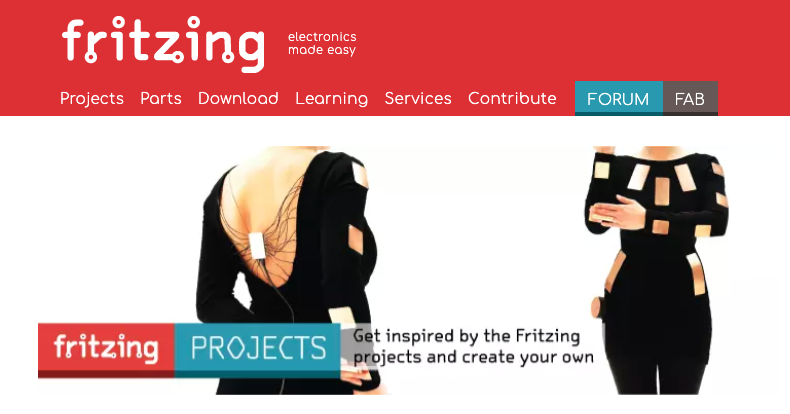 fritzing
electronics
made easy
Projects Parts Download Learning Services Contribute FORUM FAB
fritzing PROJECTS
Get inspired by the Fritzing
projects and create your own